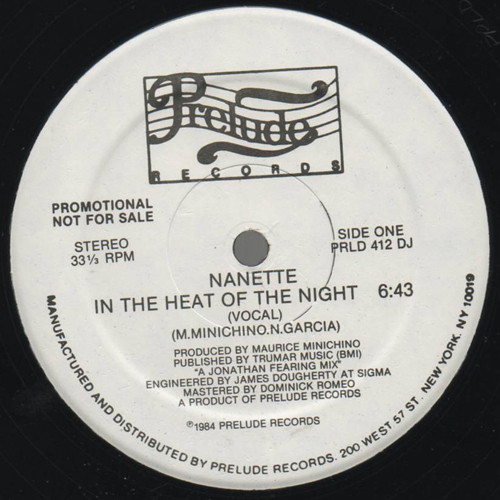 Prelude
RECORDS
PROMOTIONAL
NOT FOR SALE
STEREO
33⅓ RPM
SIDE ONE
PRLD 412 DJ
NANETTE
IN THE HEAT OF THE NIGHT 6:43
(VOCAL)
(M.MINICHINO.N.GARCIA)
PRODUCED BY MAURICE MINICHINO
PUBLISHED BY TRUMAR MUSIC (BMI)
"A JONATHAN FEARING MIX"
ENGINEERED BY JAMES DOUGHERTY AT SIGMA
MASTERED BY DOMINICK ROMEO
A PRODUCT OF PRELUDE RECORDS
℗1984 PRELUDE RECORDS
MANUFACTURED AND DISTRIBUTED BY PRELUDE RECORDS. 200 WEST 57 ST. NEW YORK, NY 10019